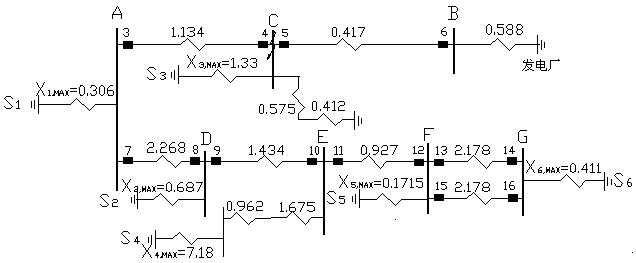 A
C
B
3
1.134
4
5
0.417
6
0.588
发电厂
S3
X3,MAX=1.33
X1,MAX=0.306
S1
0.575
0.412
7
2.268
8
D
9
1.434
10
E
11
0.927
12
F
13
2.178
14
G
X6,MAX=0.411
S6
X2,MAX=0.687
S2
X5,MAX=0.1715
S5
15
2.178
16
0.962
1.675
S4
X4,MAX=7.18